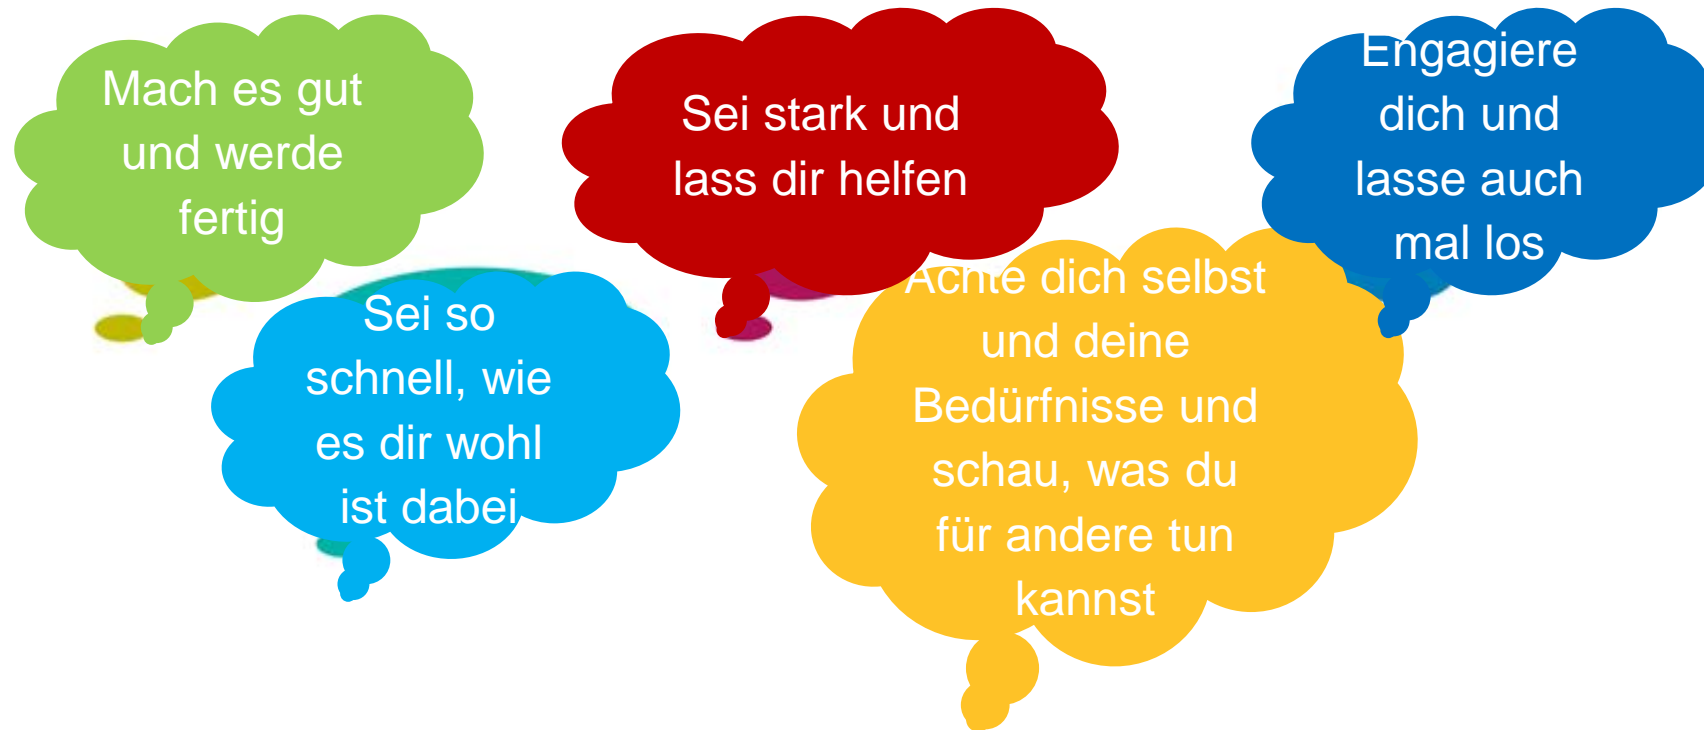 Mach es gut
und werde
fertig
Sei stark und
lass dir helfen
Engagiere
dich und
lasse auch
mal los
Sei so
schnell, wie
es dir wohl
ist dabei
Achte dich selbst
und deine
Bedürfnisse und
schau, was du
für andere tun
kannst